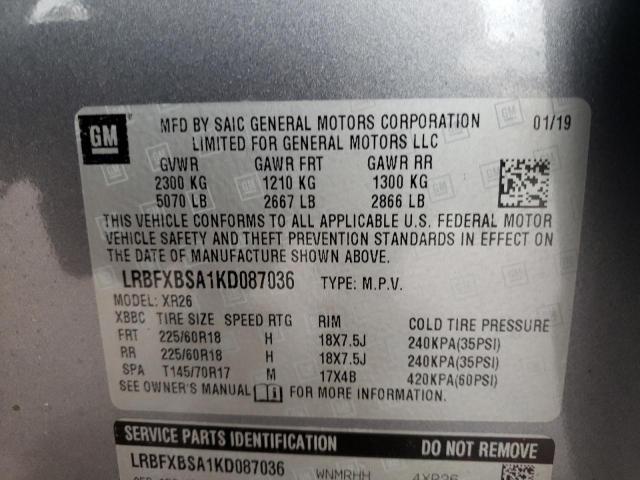 GM
MFD BY SAIC GENERAL MOTORS CORPORATION 01/19
LIMITED FOR GENERAL MOTORS LLC
GVWR GAWR FRT GAWR RR
2300 KG 1210 KG 1300 KG
5070 LB 2667 LB 2866 LB
THIS VEHICLE CONFORMS TO ALL APPLICABLE U.S. FEDERAL MOTOR
VEHICLE SAFETY AND THEFT PREVENTION STANDARDS IN EFFECT ON
THE DATE OF MANUFACTURE SHOWN ABOVE.
LRBFXBSA1KD087036 TYPE: M.P.V.
MODEL: XR26
XBBC TIRE SIZE SPEED RTG RIM COLD TIRE PRESSURE
FRT 225/60R18 H 18X7.5J 240KPA(35PSI)
RR 225/60R18 H 18X7.5J 240KPA(35PSI)
SPA T145/70R17 M 17X4B 420KPA(60PSI)
SEE OWNER'S MANUAL FOR MORE INFORMATION.
SERVICE PARTS IDENTIFICATION DO NOT REMOVE
LRBFXBSA1KD087036 WNMRHH 4XR26